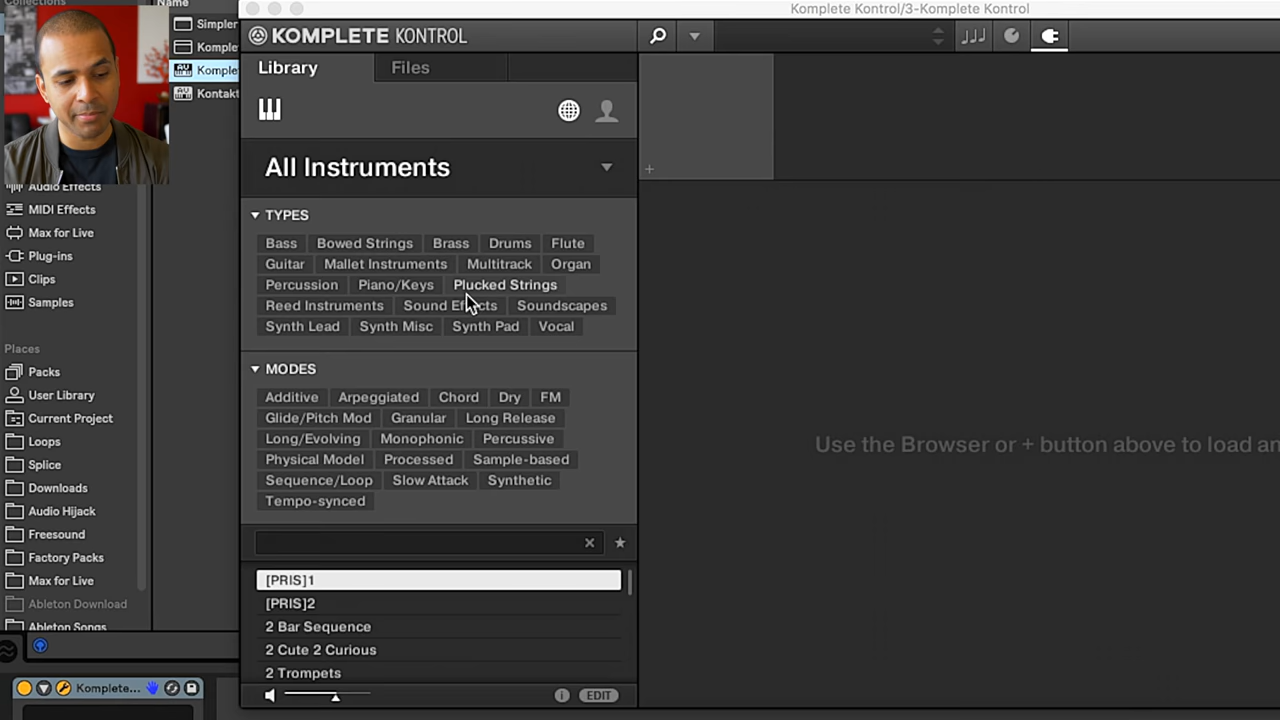 Collections
Name
Komplete Kontrol/3-Komplete Kontrol
Simpler
Komple
Komple
Kontakt
KOMPLETE KONTROL
Library
Files
All Instruments
TYPES
Bass Bowed Strings Brass Drums Flute
Guitar Mallet Instruments Multitrack Organ
Percussion Piano/Keys Plucked Strings
Reed Instruments Sound Effects Soundscapes
Synth Lead Synth Misc Synth Pad Vocal
MODES
Additive Arpeggiated Chord Dry FM
Glide/Pitch Mod Granular Long Release
Long/Evolving Monophonic Percussive
Physical Model Processed Sample-based
Sequence/Loop Slow Attack Synthetic
Tempo-synced
[PRIS]1
[PRIS]2
2 Bar Sequence
2 Cute 2 Curious
2 Trompets
EDIT
Use the Browser or + button above to load an
Audio Effects
MIDI Effects
Max for Live
Plug-ins
Clips
Samples
Places
Packs
User Library
Current Project
Loops
Splice
Downloads
Audio Hijack
Freesound
Factory Packs
Max for Live
Ableton Download
Ableton Songs
Komplete...